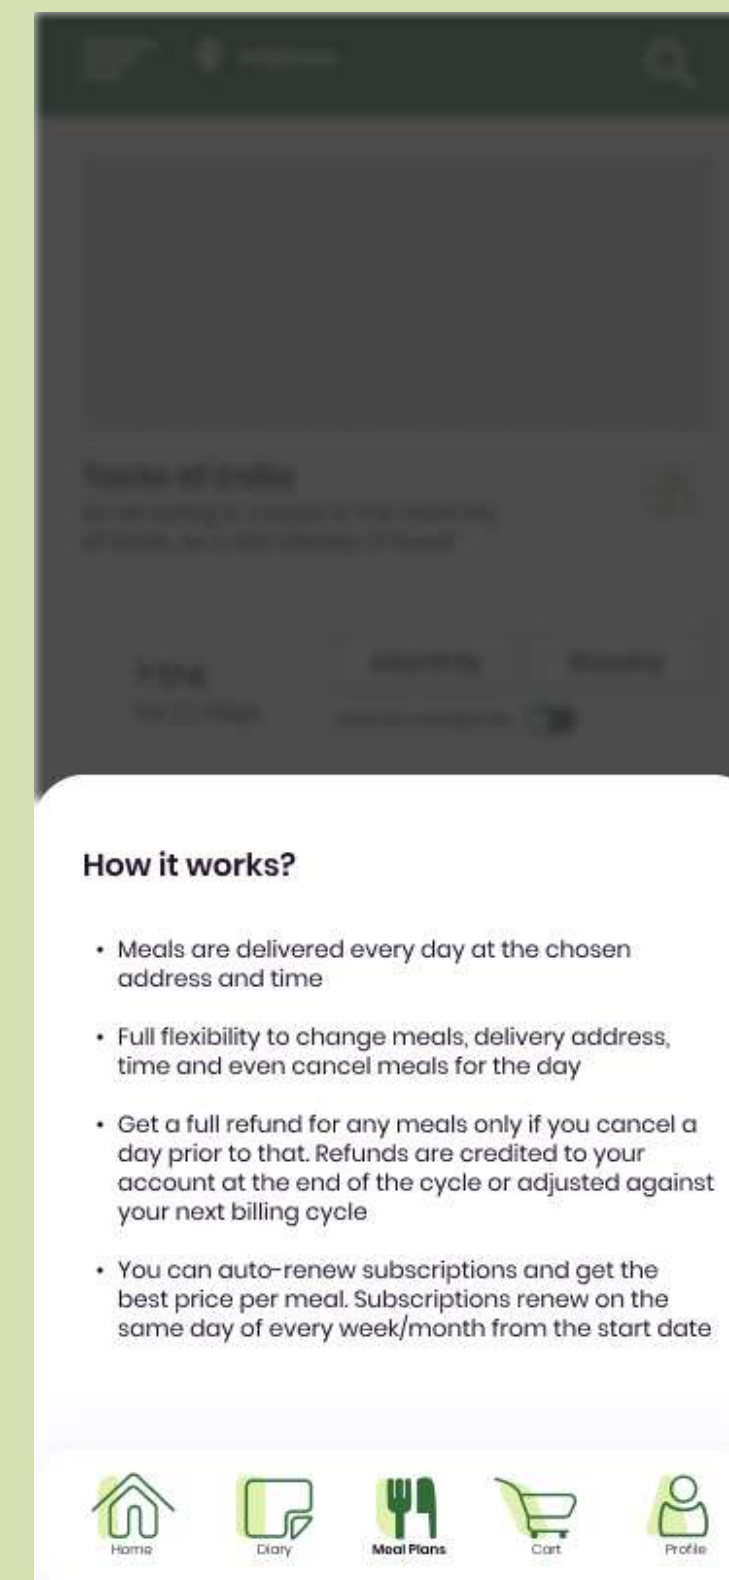 Taste of India
How it works?
• Meals are delivered every day at the chosen
address and time
• Full flexibility to change meals, delivery address,
time and even cancel meals for the day
• Get a full refund for any meals only if you cancel a
day prior to that. Refunds are credited to your
account at the end of the cycle or adjusted against
your next billing cycle
• You can auto-renew subscriptions and get the
best price per meal. Subscriptions renew on the
same day of every week/month from the start date
Home Diary Meal Plans Cart Profile